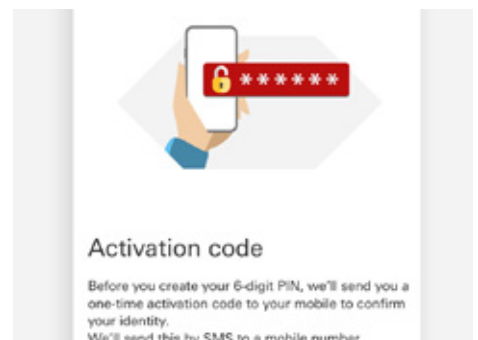 ******
Activation code
Before you create your 6-digit PIN, we'll send you a
one-time activation code to your mobile to confirm
your identity.
We'll send this by SMS to a mobile number